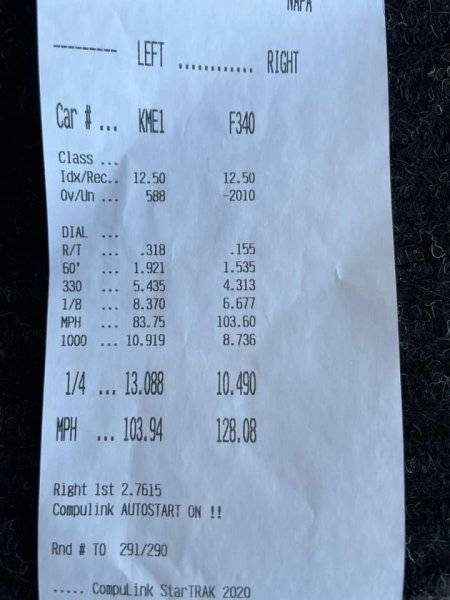 NAPA
--------- LEFT ............ RIGHT
Car # ... KME1 F340
Class ...
Idx/Rec.. 12.50 12.50
Ov/Un ... 588 -2010
DIAL ...
R/T ... .318 .155
60' ... 1.921 1.535
330 ... 5.435 4.313
1/8 ... 8.370 6.677
MPH ... 83.75 103.60
1000 ... 10.919 8.736
1/4 ... 13.088 10.490
MPH ... 103.94 128.08
Right 1st 2.7615
Compulink AUTOSTART ON !!
Rnd # TO 291/290
..... CompuLink StarTRAK 2020